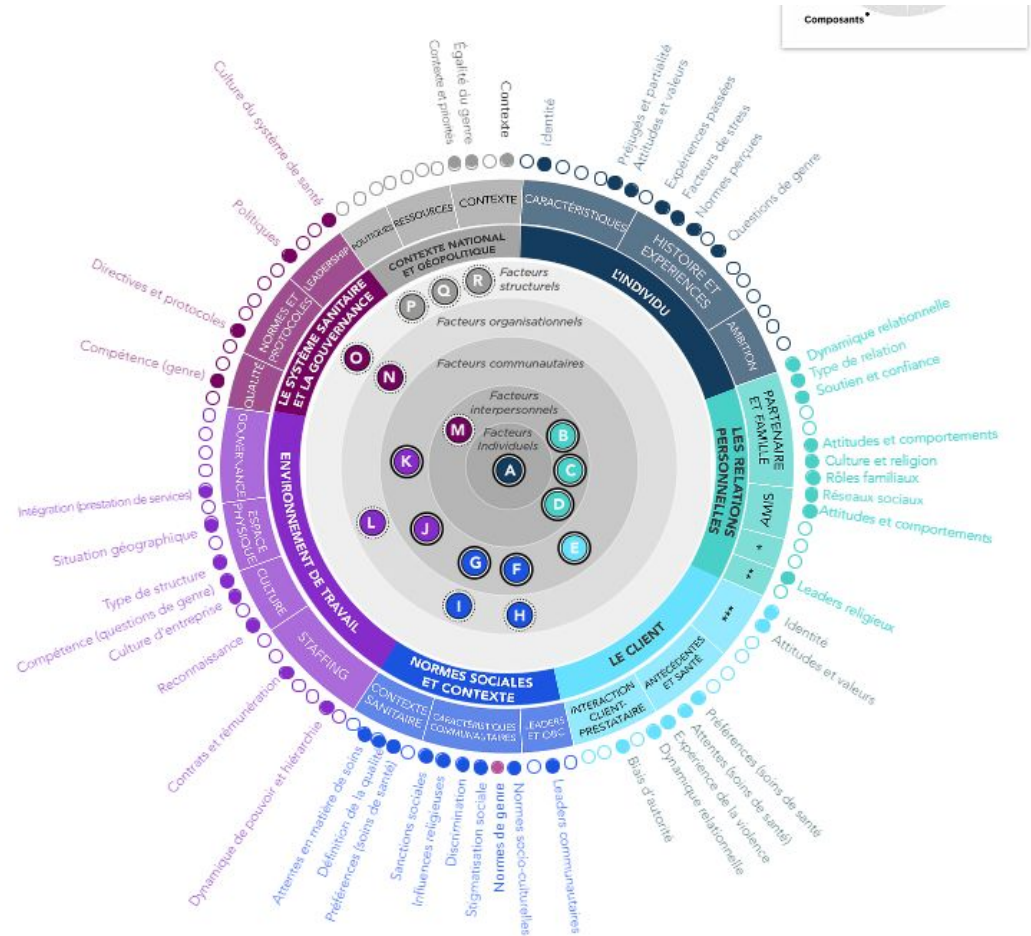 Composants*
Culture du système de santé
Politiques
Directives et protocoles
Compétence (genre)
Contexte et priorités
Égalité du genre
Contexte
Identité
Préjugés et partialité
Attitudes et valeurs
Expériences passées
Facteurs de stress
Normes perçues
Questions de genre
Dynamique relationnelle
Type de relation
Soutien et confiance
Attitudes et comportements
Culture et religion
Rôles familiaux
Réseaux sociaux
Attitudes et comportements
Leaders religieux
Identité
Attitudes et valeurs
Préférences (soins de santé
Attentes (soins de santé)
Expérience de la violence
Dynamique relationnelle
Biais d'autorité
Leaders communautaires
Normes socio-culturelles
Normes de genre
Stigmatisation sociale
Discrimination
Influences religieuses
Sanctions sociales
Préférences (soins de santé)
Définition de la qualité
Attentes en matière de soins
Dynamique de pouvoir et hiérarchie
Contrats et rémunération
Reconnaissance
Culture d'entreprise
Compétence (questions de genre)
Type de structure
Situation géographique
Intégration (prestation de services)
POLITIQUES
RESSOURCES
CONTEXTE
CARACTÉRISTIQUES
HISTOIRE ET
EXPÉRIENCES
AMBITION
PARTENAIRE
ET FAMILLE
AMIS
*
**
***
ANTÉCÉDENTES
ET SANTÉ
INTERACTION
CLIENT-
PRESTATAIRE
LEADERS
ET OBC
CARACTÉRISTIQUES
COMMUNAUTAIRES
CONTEXTE
SANITAIRE
STAFFING
CULTURE
ESPACE
PHYSIQUE
GOUVERNANCE
QUALITÉ
NORMES ET
PROTOCOLES
LEADERSHIP
CONTEXTE NATIONAL
ET GÉOPOLITIQUE
L'INDIVIDU
LES RELATIONS
PERSONNELLES
LE CLIENT
NORMES SOCIALES
ET CONTEXTE
ENVIRONNEMENT DE TRAVAIL
LE SYSTÈME SANITAIRE
ET LA GOUVERNANCE
Facteurs
structurels
Facteurs organisationnels
Facteurs communautaires
Facteurs
interpersonnels
Facteurs
Individuels
R
Q
P
O
N
M
B
K
A
C
D
L
J
E
G
F
I
H